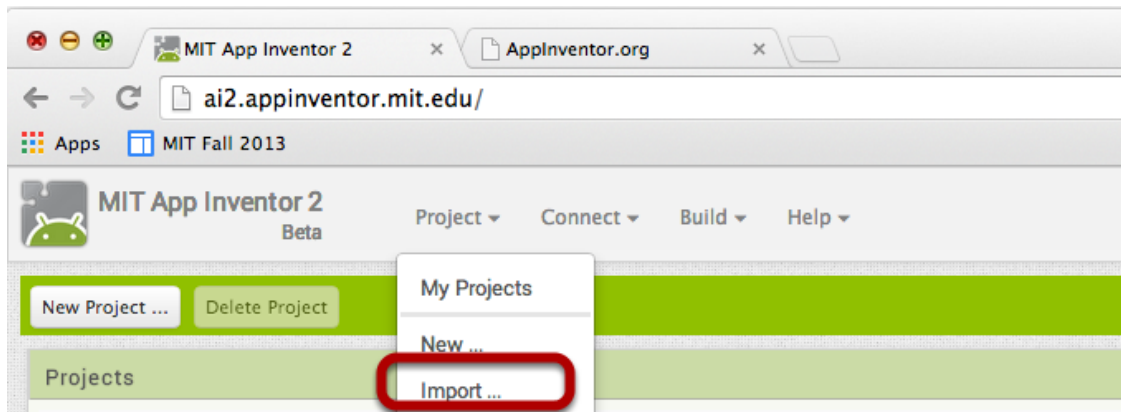 MIT App Inventor 2
AppInventor.org
ai2.appinventor.mit.edu/
Apps
MIT Fall 2013
MIT App Inventor 2
Beta
Project
Connect
Build
Help
My Projects
New Project ...
Delete Project
New ...
Projects
Import ...